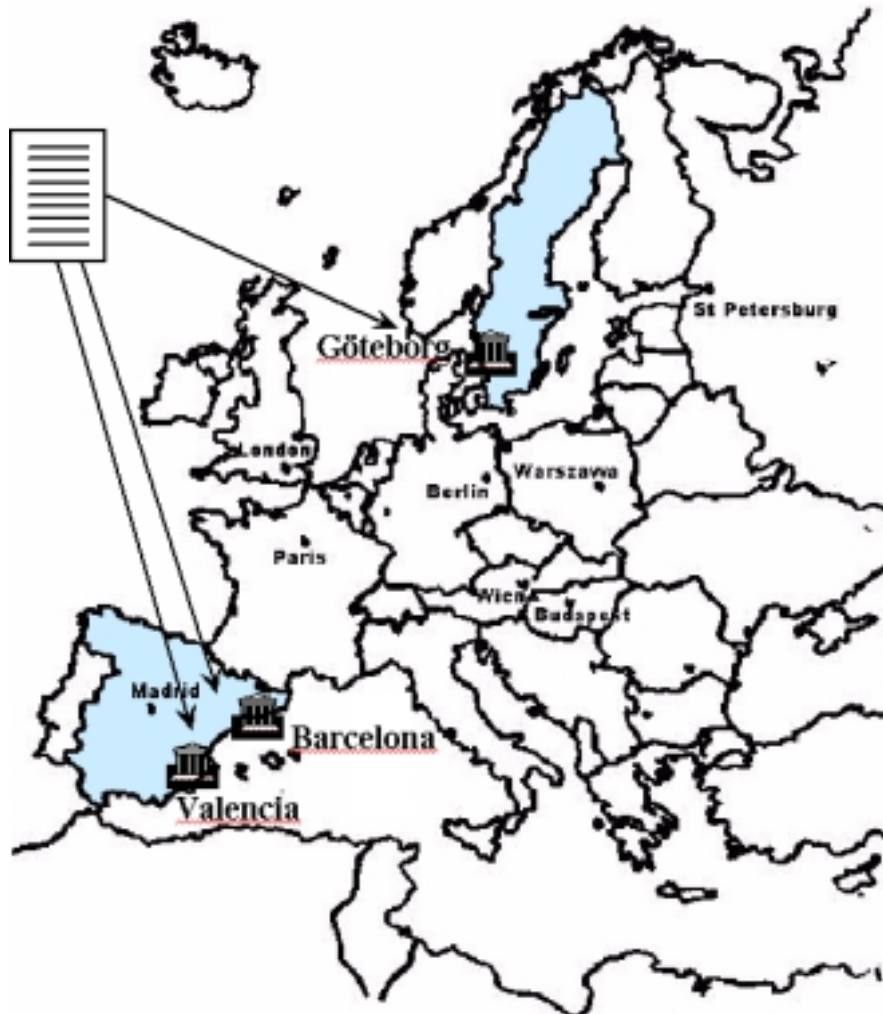 St Petersburg
Göteborg
London
Warszawa
Berlin
Paris
Wien
Budapest
Madrid
Barcelona
Valencia